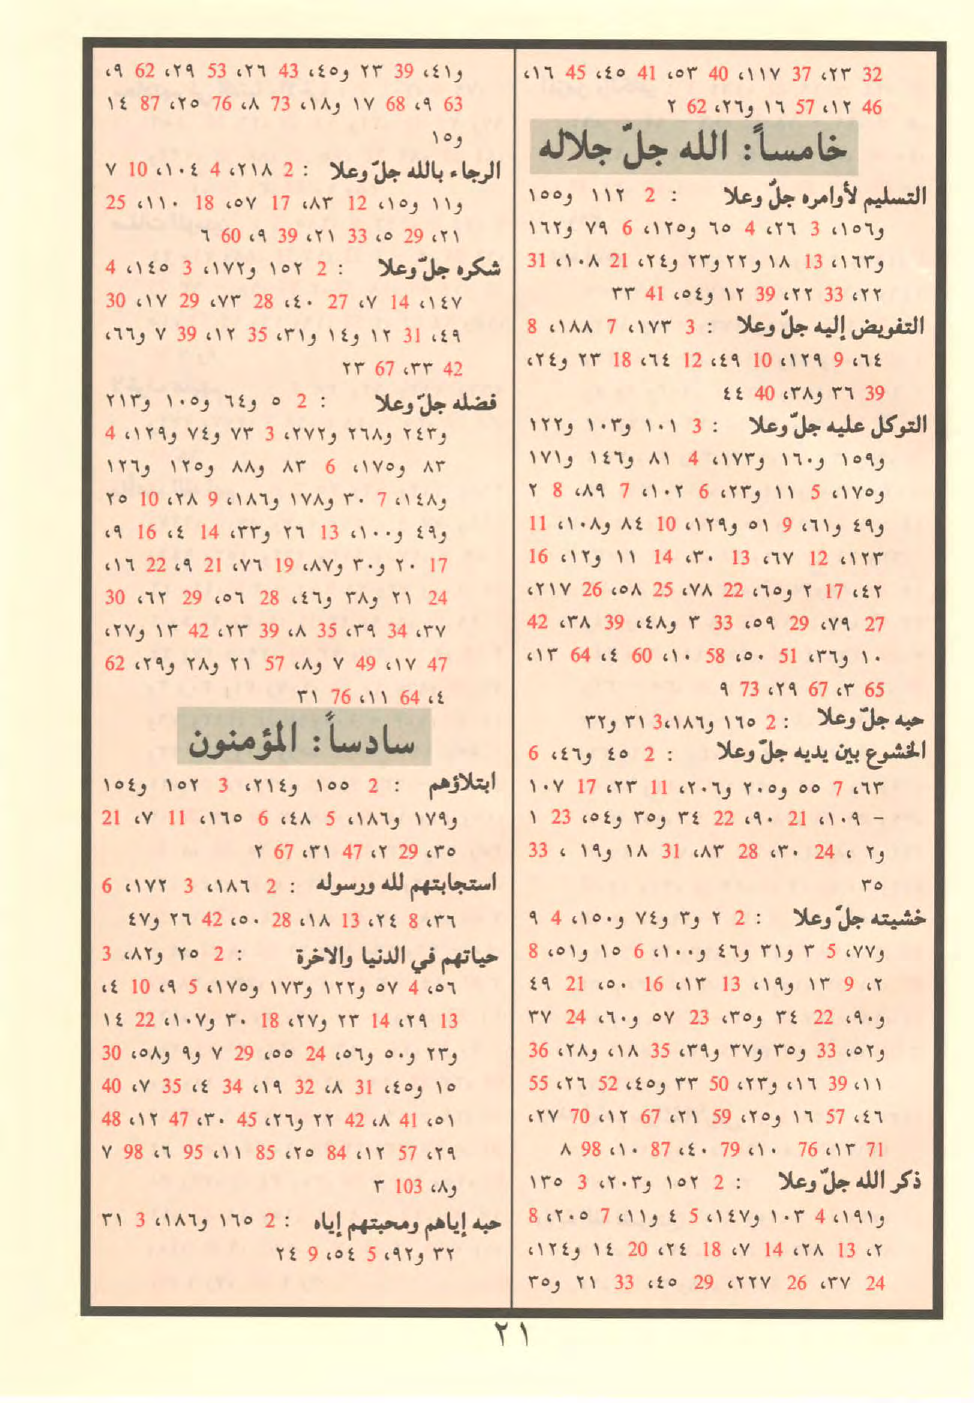 32 ٢٣، 37 ١١٧، 40 ٥٣، 41 ٤٥، 45 ١٦،
46 ١٢، 57 ١٦ و٢٦، 62 ٢
خامساً: الله جلّ جلاله
التسليم لأوامره جلّ وعلا : 2 ١١٢ و١٥٥
و١٥٦، 3 ٢٦، 4 ٦٥ و١٢٥، 6 ٧٩ و١٦٢
و١٦٣، 13 ١٨ و٢٢ و٢٣ و٢٤، 21 ١٠٨، 31
٢٢، 33 ٢٢، 39 ١٢ و٥٤، 41 ٣٣
التفويض إليه جلّ وعلا : 3 ١٧٣، 7 ١٨٨، 8
٦٤، 9 ١٢٩، 10 ٤٩، 12 ٦٤، 18 ٢٣ و٢٤،
39 ٣٦ و٣٨، 40 ٤٤
التوكل عليه جلّ وعلا : 3 ١٠١ و١٠٣ و١٢٢
و١٥٩ و١٦٠ و١٧٣، 4 ٨١ و١٤٦ و١٧١
و١٧٥، 5 ١١ و٢٣، 6 ١٠٢، 7 ٨٩، 8 ٢
و٤٩ و٦١، 9 ٥١ و١٢٩، 10 ٨٤ و١٠٨، 11
١٢٣، 12 ٦٧، 13 ٣٠، 14 ١١ و١٢، 16
٤٢، 17 ٢ و٦٥، 22 ٧٨، 25 ٥٨، 26 ٢١٧،
27 ٧٩، 29 ٥٩، 33 ٣ و٤٨، 39 ٣٨، 42
١٠ و٣٦، 51 ٥٠، 58 ١٠، 60 ٤، 64 ١٣،
65 ٣، 67 ٢٩، 73 ٩
حبه جلّ وعلا : 2 ١٦٥ و١٨٦،3 ٣١ و٣٢
الخشوع بين يديه جلّ وعلا : 2 ٤٥ و٤٦، 6
٦٣، 7 ٥٥ و٢٠٥ و٢٠٦، 11 ٢٣، 17 ١٠٧
- ١٠٩، 21 ٩٠، 22 ٣٤ و٣٥ و٥٤، 23 ١
و٢ ، 24 ٣٠، 28 ٨٣، 31 ١٨ و١٩ ، 33
٣٥
خشيته جلّ وعلا : 2 ٢ و٣ و٧٤ و١٥٠، 4 ٩
و٧٧، 5 ٣ و٣١ و٤٦ و١٠٠، 6 ١٥ و٥١، 8
٢، 9 ١٣ و١٩، 13 ١٣، 16 ٥٠، 21 ٤٩
و٩٠، 22 ٣٤ و٣٥، 23 ٥٧ و٦٠، 24 ٣٧
و٥٢، 33 ٣٥ و٣٧ و٣٩، 35 ١٨، و٢٨، 36
١١، 39 ١٦، و٢٣، 50 ٣٣ و٤٥، 52 ٢٦، 55
٤٦، 57 ١٦ و٢٥، 59 ٢١، 67 ١٢، 70 ٢٧،
71 ١٣، 76 ١٠، 79 ٤٠، 87 ١٠، 98 ٨
ذكر الله جلّ وعلا : 2 ١٥٢ و٢٠٣، 3 ١٣٥
و١٩١، 4 ١٠٣ و١٤٧، 5 ٤ و١١، 7 ٢٠٥، 8
٢، 13 ٢٨، 14 ٧، 18 ٢٤، 20 ١٤ و١٢٤،
24 ٣٧، 26 ٢٢٧، 29 ٤٥، 33 ٢١ و٣٥
و٤١، 39 ٢٣ و٤٥، 43 ٣٦، 53 ٢٩، 62 ٩،
63 ٩، 68 ١٧ و١٨، 73 ٨، 76 ٢٥، 87 ١٤
و١٥
الرجاء بالله جلّ وعلا : 2 ٢١٨، 4 ١٠٤، 10 ٧
و١١ و١٥، 12 ٨٣، 17 ٥٧، 18 ١١٠، 25
٢١، 29 ٥، 33 ٢١، 39 ٩، 60 ٦
شكره جلّ وعلا : 2 ١٥٢ و١٧٢، 3 ١٤٥، 4
١٤٧، 14 ٧، 27 ٤٠، 28 ٧٣، 29 ١٧، 30
٤٩، 31 ١٢ و١٤ و٣١، 35 ١٢، 39 ٧ و٦٦،
42 ٣٣، 67 ٢٣
فضله جلّ وعلا : 2 ٥ و٦٤ و١٠٥ و٢١٣
و٢٤٣ و٢٦٨ و٢٧٢، 3 ٧٣ و٧٤ و١٢٩، 4
٨٣ و١٧٥، 6 ٨٣ و٨٨ و١٢٥ و١٢٦
و١٤٨، 7 ٣٠ و١٧٨ و١٨٦، 9 ٢٨، 10 ٢٥
و٤٩ و١٠٠، 13 ٢٦ و٣٣، 14 ٤، 16 ٩،
17 ٢٠ و٣٠ و٨٧، 19 ٧٦، 21 ٩، 22 ١٦،
24 ٢١ و٣٨ و٤٦، 28 ٥٦، 29 ٦٢، 30
٣٧، 34 ٣٩، 35 ٨، 39 ٢٣، 42 ١٣ و٢٧،
47 ١٧، 49 ٧ و٨، 57 ٢١ و٢٨ و٢٩، 62
٤، 64 ١١، 76 ٣١
سادساً: المؤمنون
ابتلاؤهم : 2 ١٥٥ و٢١٤، 3 ١٥٢ و١٥٤
و١٧٩ و١٨٦، 5 ٤٨، 6 ١٦٥، 11 ٧، 21
٣٥، 29 ٢، 47 ٣١، 67 ٢
استجابتهم لله ورسوله : 2 ١٨٦، 3 ١٧٢، 6
٣٦، 8 ٢٤، 13 ١٨، 28 ٥٠، 42 ٢٦ و٤٧
حياتهم في الدنيا والاخرة : 2 ٢٥ و٨٢، 3
٥٦، 4 ٥٧ و١٢٢ و١٧٣ و١٧٥، 5 ٩، 10 ٤،
13 ٢٩، 14 ٢٣ و٢٧، 18 ٣٠ و١٠٧، 22 ١٤
و٢٣ و٥٠ و٥٦، 24 ٥٥، 29 ٧ و٩ و٥٨، 30
١٥ و٤٥، 31 ٨، 32 ١٩، 34 ٤، 35 ٧، 40
٥١، 41 ٨، 42 ٢٢ و٢٦، 45 ٣٠، 47 ١٢، 48
٢٩، 57 ١٢، 84 ٢٥، 85 ١١، 95 ٦، 98 ٧
و٨، 103 ٣
حبه إياهم ومحبتهم إياه : 2 ١٦٥ و١٨٦، 3 ٣١
٣٢ و٩٢، 5 ٥٤، 9 ٢٤
٢١